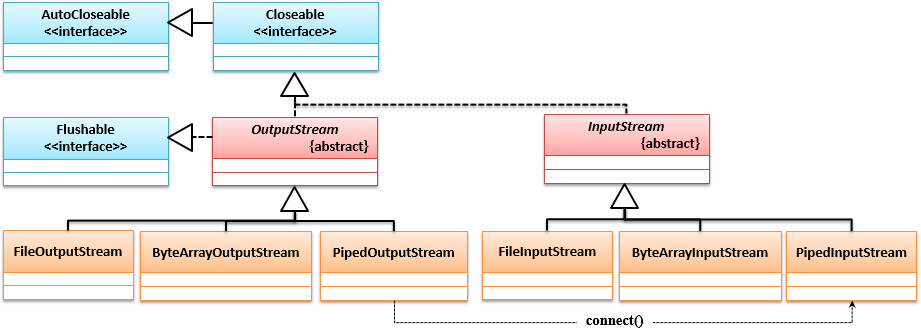 AutoCloseable
<<interface>>
Closeable
<<interface>>
Flushable
<<interface>>
OutputStream
{abstract}
InputStream
{abstract}
FileOutputStream
ByteArrayOutputStream
PipedOutputStream
FileInputStream
ByteArrayInputStream
PipedInputStream
connect()